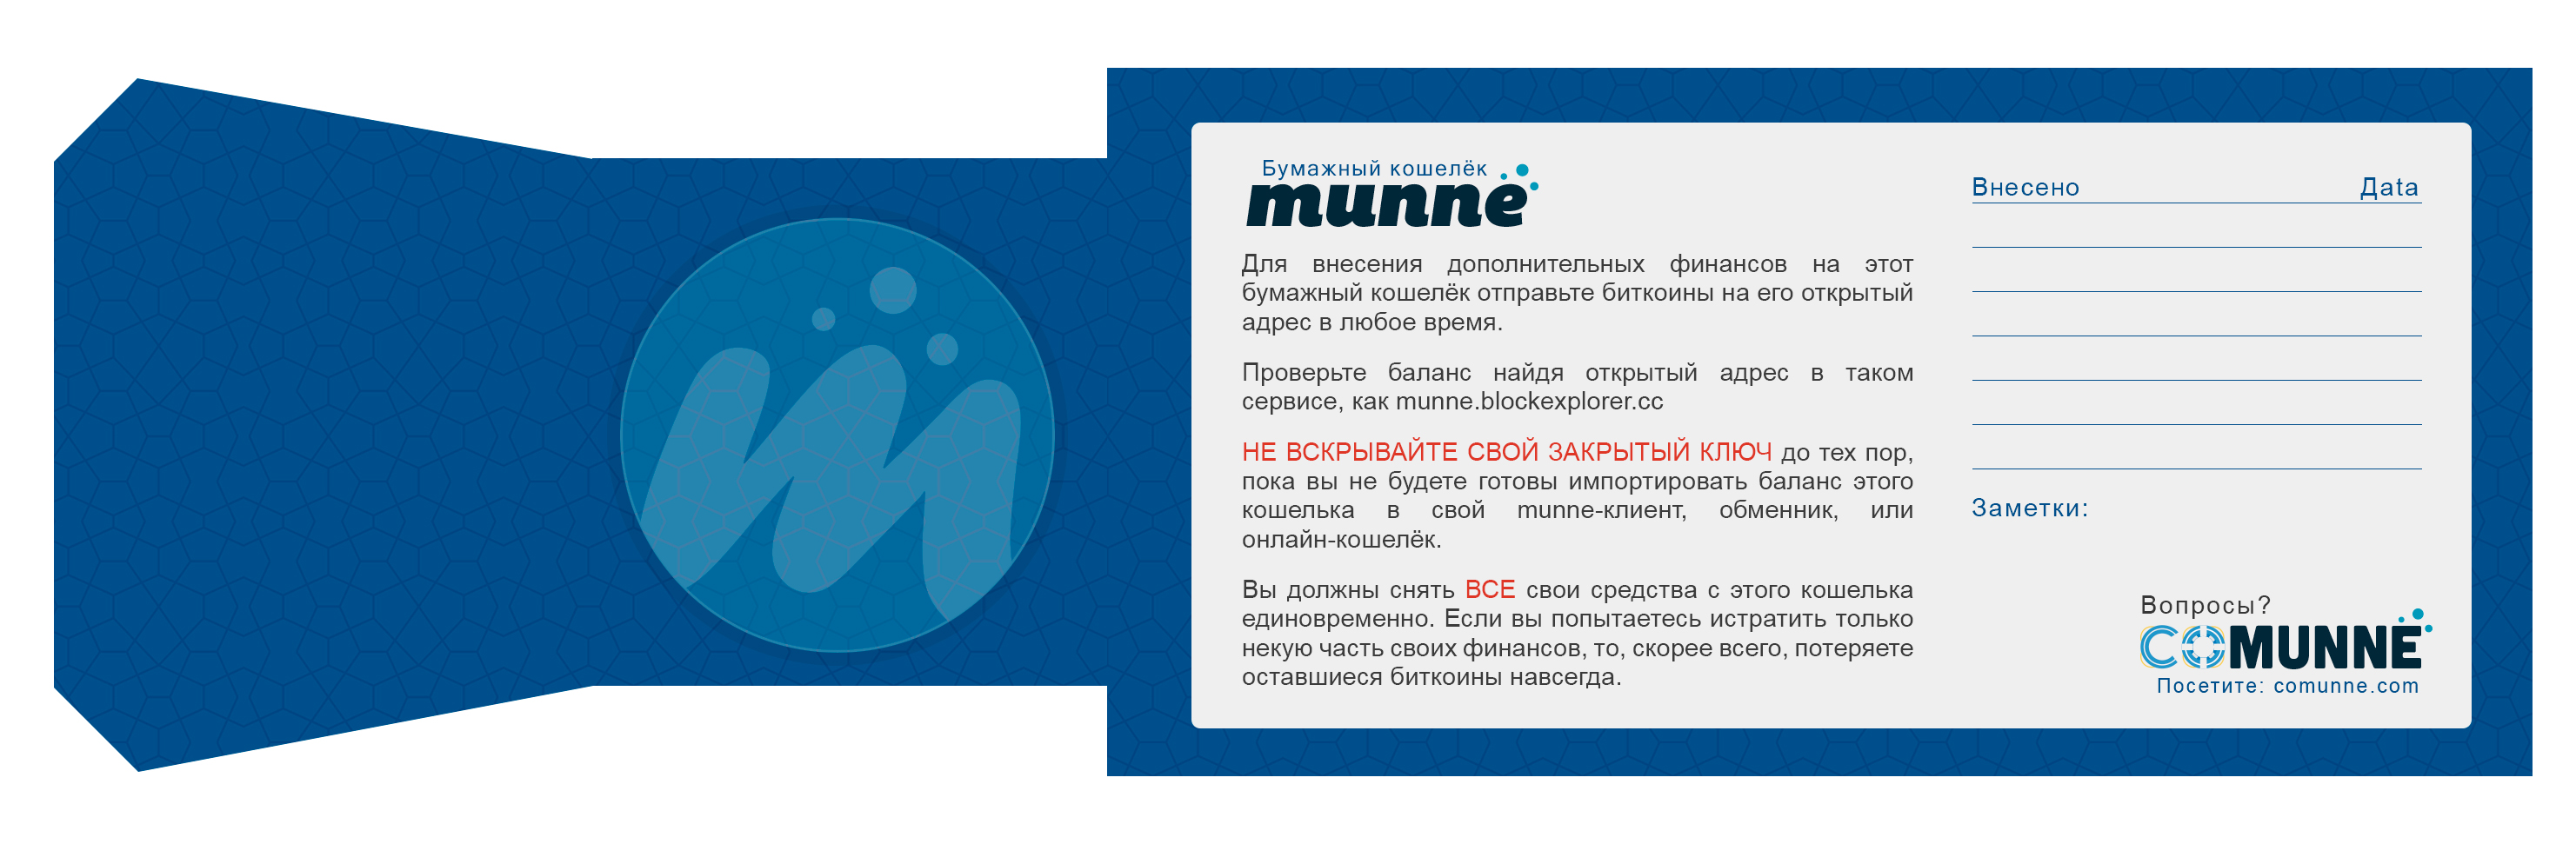 Бумажный кошелёк
munne
Для внесения дополнительных финансов на этот
бумажный кошелёк отправьте биткоины на его открытый
адрес в любое время.
Проверьте баланс найдя открытый адрес в таком
сервисе, как munne.blockexplorer.cc
НЕ ВСКРЫВАЙТЕ СВОЙ ЗАКРЫТЫЙ КЛЮЧ до тех пор,
пока вы не будете готовы импортировать баланс этого
кошелька в свой munne-клиент, обменник, или
онлайн-кошелёк.
Вы должны снять ВСЕ свои средства с этого кошелька
единовременно. Если вы попытаетесь истратить только
некую часть своих финансов, то, скорее всего, потеряете
оставшиеся биткоины навсегда.
Внесено Дata
Заметки:
Вопросы?
COMUNNE
Посетите: comunne.com